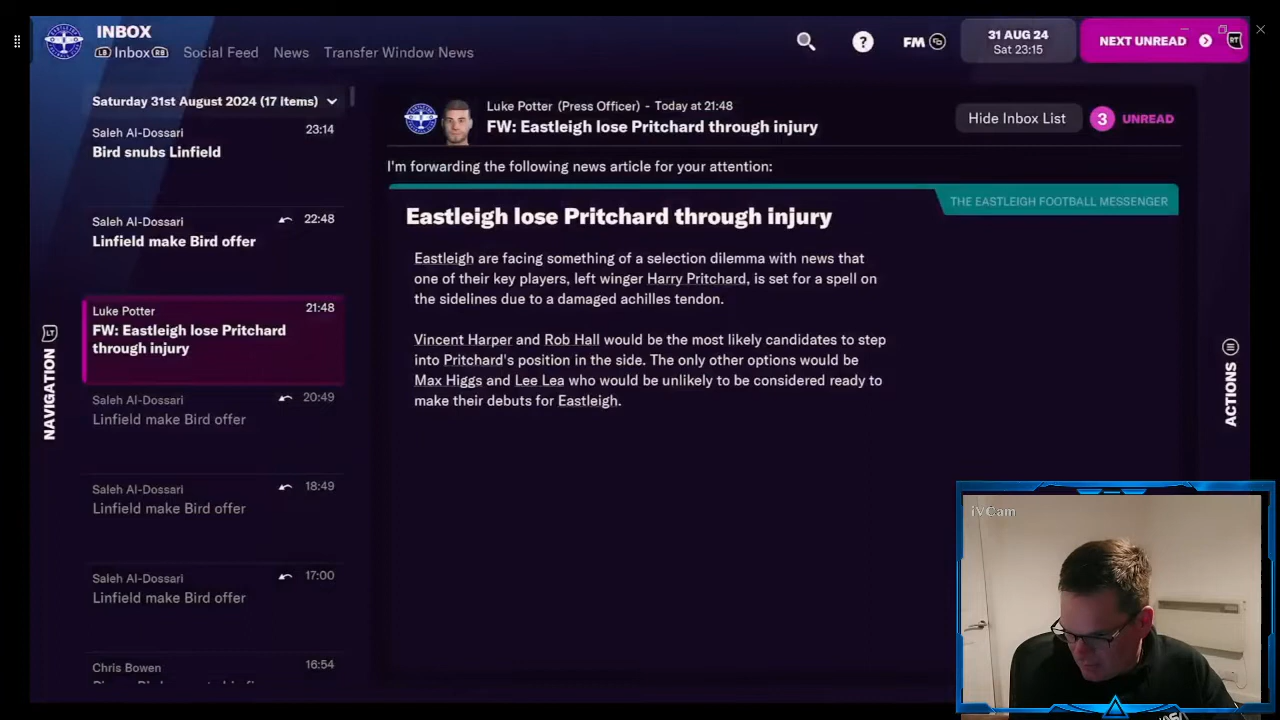 INBOX
LB Inbox RB
Social Feed
News
Transfer Window News
?
FM
31 AUG 24
Sat 23:15
NEXT UNREAD
RT
Saturday 31st August 2024 (17 items)
Saleh Al-Dossari 23:14
Bird snubs Linfield
Saleh Al-Dossari 22:48
Linfield make Bird offer
Luke Potter 21:48
FW: Eastleigh lose Pritchard
through injury
Saleh Al-Dossari 20:49
Linfield make Bird offer
Saleh Al-Dossari 18:49
Linfield make Bird offer
Saleh Al-Dossari 17:00
Linfield make Bird offer
Chris Bowen 16:54
LT
NAVIGATION
Luke Potter (Press Officer) - Today at 21:48
FW: Eastleigh lose Pritchard through injury
Hide Inbox List
3 UNREAD
I'm forwarding the following news article for your attention:
THE EASTLEIGH FOOTBALL MESSENGER
Eastleigh lose Pritchard through injury
Eastleigh are facing something of a selection dilemma with news that
one of their key players, left winger Harry Pritchard, is set for a spell on
the sidelines due to a damaged achilles tendon.
Vincent Harper and Rob Hall would be the most likely candidates to step
into Pritchard's position in the side. The only other options would be
Max Higgs and Lee Lea who would be unlikely to be considered ready to
make their debuts for Eastleigh.
ACTIONS
iVCam